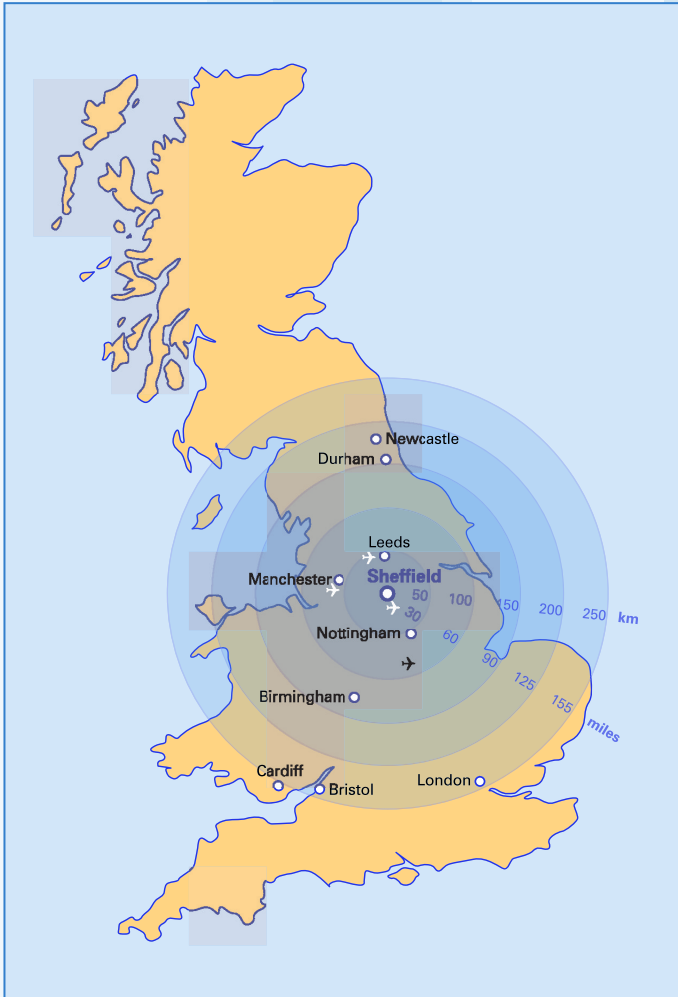 Newcastle
Durham
Leeds
Manchester
Sheffield
50 100 150 200 250 km
30 60 90 125 155 miles
Nottingham
Birmingham
Cardiff
Bristol
London